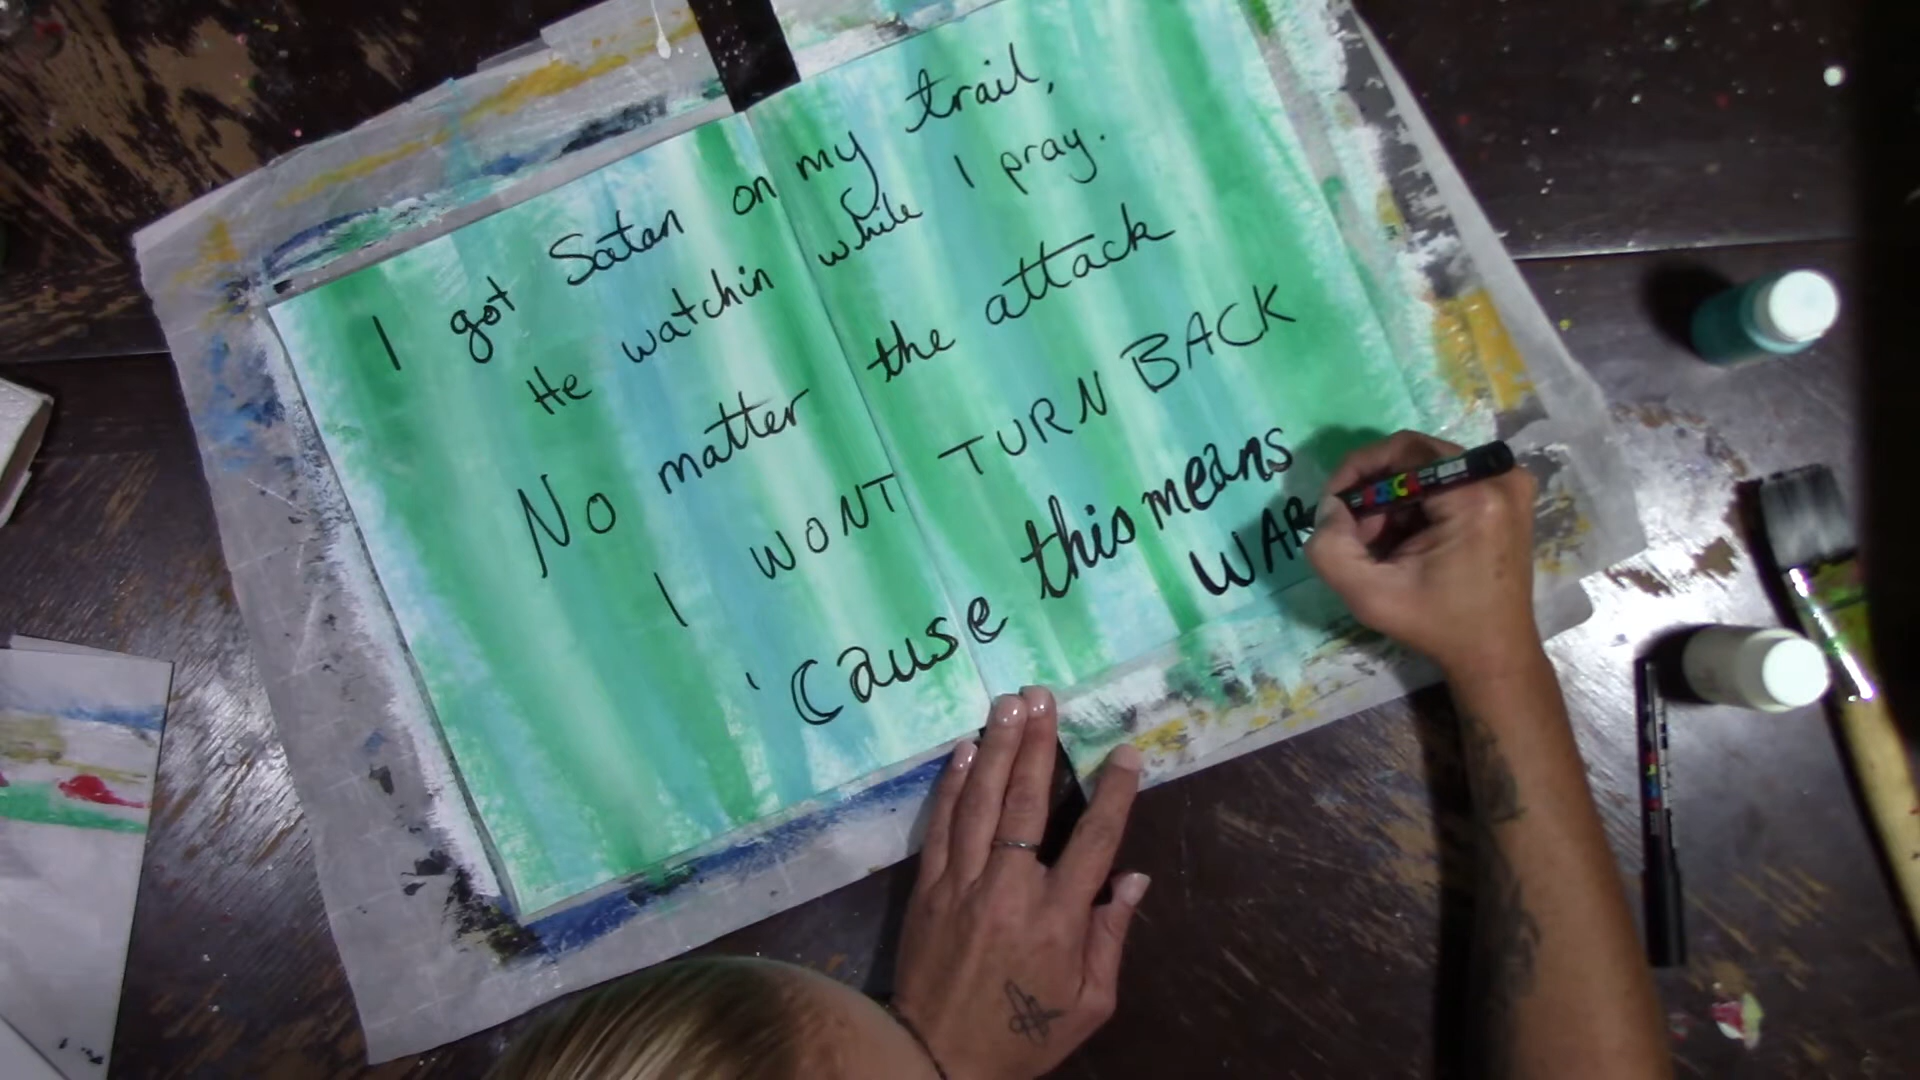 I got Satan on my trail,
He watchin while I pray.
No matter the attack
I WONT TURN BACK
'Cause this means
WAR
POSCA